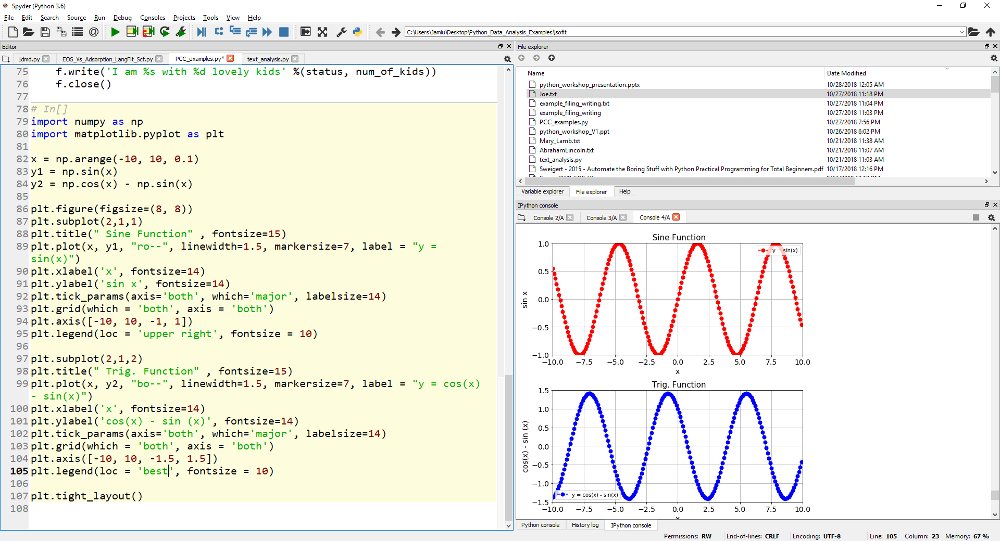 Spyder (Python 3.6)
File Edit Search Source Run Debug Consoles Projects Tools View Help
C:\Users\Jamiu\Desktop\Python_Data_Analysis_Examples\isofit
Editor
1dmd.py EOS_Vs_Adsorption_LangFit_Scf.py PCC_examples.py* text_analysis.py
75 f.write('I am %s with %d lovely kids' %(status, num_of_kids))
76 f.close()
77
78 # In[]
79 import numpy as np
80 import matplotlib.pyplot as plt
81
82 x = np.arange(-10, 10, 0.1)
83 y1 = np.sin(x)
84 y2 = np.cos(x) - np.sin(x)
85
86 plt.figure(figsize=(8, 8))
87 plt.subplot(2,1,1)
88 plt.title(" Sine Function" , fontsize=15)
89 plt.plot(x, y1, "ro--", linewidth=1.5, markersize=7, label = "y =
sin(x)")
90 plt.xlabel('x', fontsize=14)
91 plt.ylabel('sin x', fontsize=14)
92 plt.tick_params(axis='both', which='major', labelsize=14)
93 plt.grid(which = 'both', axis = 'both')
94 plt.axis([-10, 10, -1, 1])
95 plt.legend(loc = 'upper right', fontsize = 10)
96
97 plt.subplot(2,1,2)
98 plt.title(" Trig. Function" , fontsize=15)
99 plt.plot(x, y2, "bo--", linewidth=1.5, markersize=7, label = "y = cos(x)
- sin(x)")
100 plt.xlabel('x', fontsize=14)
101 plt.ylabel('cos(x) - sin (x)', fontsize=14)
102 plt.tick_params(axis='both', which='major', labelsize=14)
103 plt.grid(which = 'both', axis = 'both')
104 plt.axis([-10, 10, -1.5, 1.5])
105 plt.legend(loc = 'best', fontsize = 10)
106
107 plt.tight_layout()
108
File explorer
Name Date Modified
python_workshop_presentation.pptx 10/28/2018 12:05 AM
Joe.txt 10/27/2018 11:18 PM
example_filing_writing.txt 10/27/2018 11:04 PM
example_filing_writing 10/27/2018 11:03 PM
PCC_examples.py 10/27/2018 7:56 PM
python_workshop_V1.ppt 10/26/2018 6:02 PM
Mary_Lamb.txt 10/21/2018 11:38 AM
AbrahamLincoln.txt 10/21/2018 11:07 AM
text_analysis.py 10/21/2018 11:03 AM
Sweigert - 2015 - Automate the Boring Stuff with Python Practical Programming for Total Beginners.pdf 10/17/2018 12:16 PM
Variable explorer File explorer Help
IPython console
Console 2/A Console 3/A Console 4/A
Sine Function
y = sin(x)
1.0
0.5
0.0
−0.5
−1.0
sin x
−10.0 −7.5 −5.0 −2.5 0.0 2.5 5.0 7.5 10.0
x
Trig. Function
1.5
1.0
0.5
0.0
−0.5
−1.0
−1.5
cos(x) - sin (x)
y = cos(x) - sin(x)
−10.0 −7.5 −5.0 −2.5 0.0 2.5 5.0 7.5 10.0
x
Python console History log IPython console
Permissions: RW End-of-lines: CRLF Encoding: UTF-8 Line: 105 Column: 23 Memory: 67 %